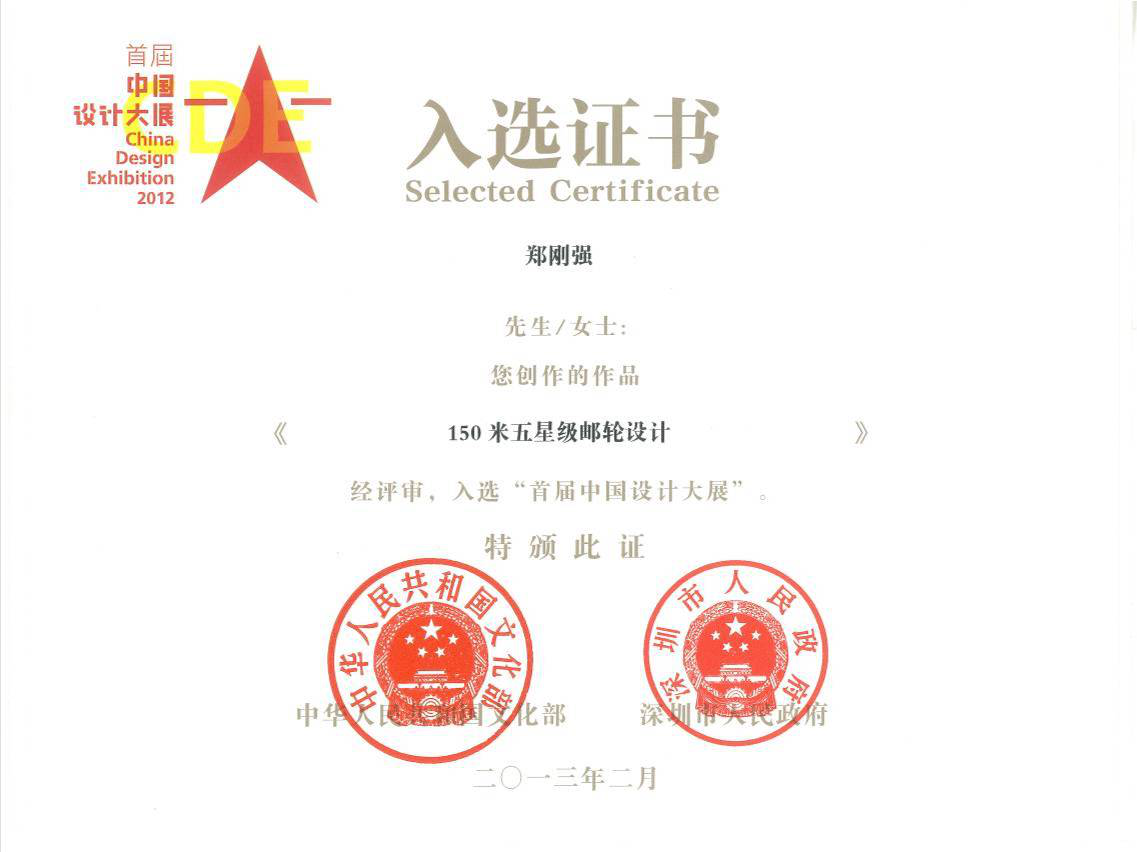 首届
中国
设计大展
CDE
China
Design
Exhibition
2012
入选证书
Selected Certificate
郑刚强
先生/女士:
您创作的作品
《 150 米五星级邮轮设计 》
经评审，入选“首届中国设计大展”。
特颁此证
中华人民共和国文化部
深圳市人民政府
中华人民共和国文化部 深圳市人民政府
二〇一三年二月